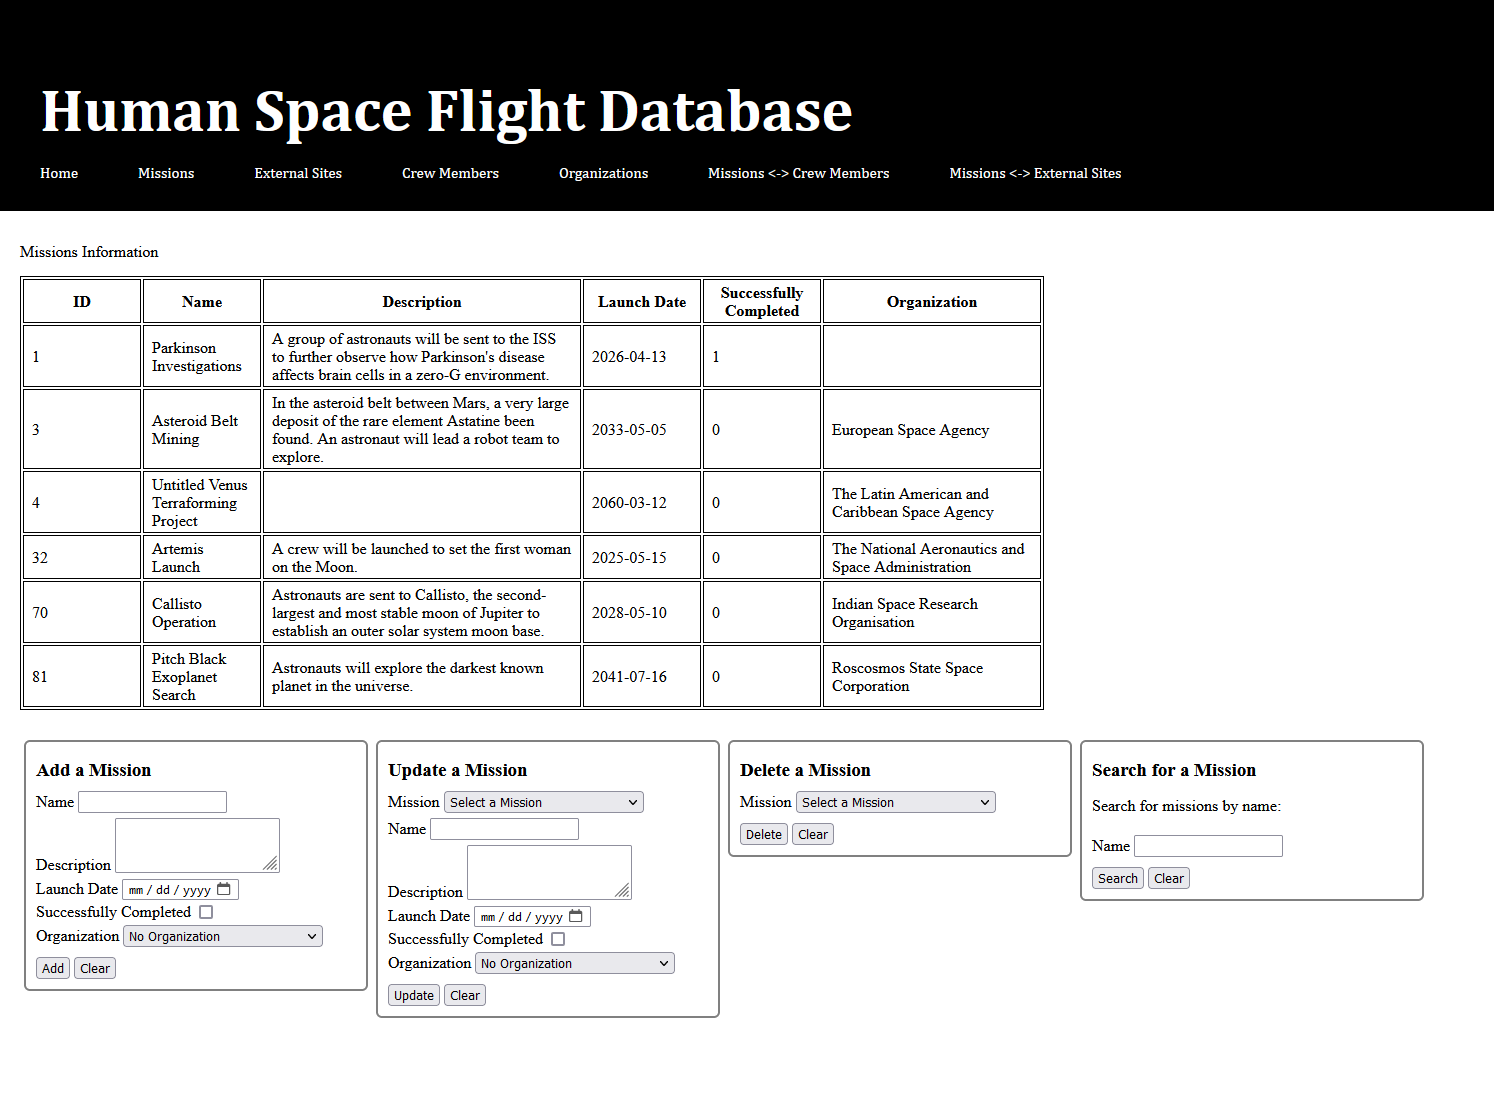 Human Space Flight Database
Home Missions External Sites Crew Members Organizations Missions <-> Crew Members Missions <-> External Sites
Missions Information
ID Name Description Launch Date Successfully Completed Organization
1 Parkinson Investigations A group of astronauts will be sent to the ISS to further observe how Parkinson's disease affects brain cells in a zero-G environment. 2026-04-13 1
3 Asteroid Belt Mining In the asteroid belt between Mars, a very large deposit of the rare element Astatine been found. An astronaut will lead a robot team to explore. 2033-05-05 0 European Space Agency
4 Untitled Venus Terraforming Project 2060-03-12 0 The Latin American and Caribbean Space Agency
32 Artemis Launch A crew will be launched to set the first woman on the Moon. 2025-05-15 0 The National Aeronautics and Space Administration
70 Callisto Operation Astronauts are sent to Callisto, the second-largest and most stable moon of Jupiter to establish an outer solar system moon base. 2028-05-10 0 Indian Space Research Organisation
81 Pitch Black Exoplanet Search Astronauts will explore the darkest known planet in the universe. 2041-07-16 0 Roscosmos State Space Corporation
Add a Mission
Name
Description
Launch Date mm / dd / yyyy
Successfully Completed
Organization No Organization
Add Clear
Update a Mission
Mission Select a Mission
Name
Description
Launch Date mm / dd / yyyy
Successfully Completed
Organization No Organization
Update Clear
Delete a Mission
Mission Select a Mission
Delete Clear
Search for a Mission
Search for missions by name:
Name
Search Clear